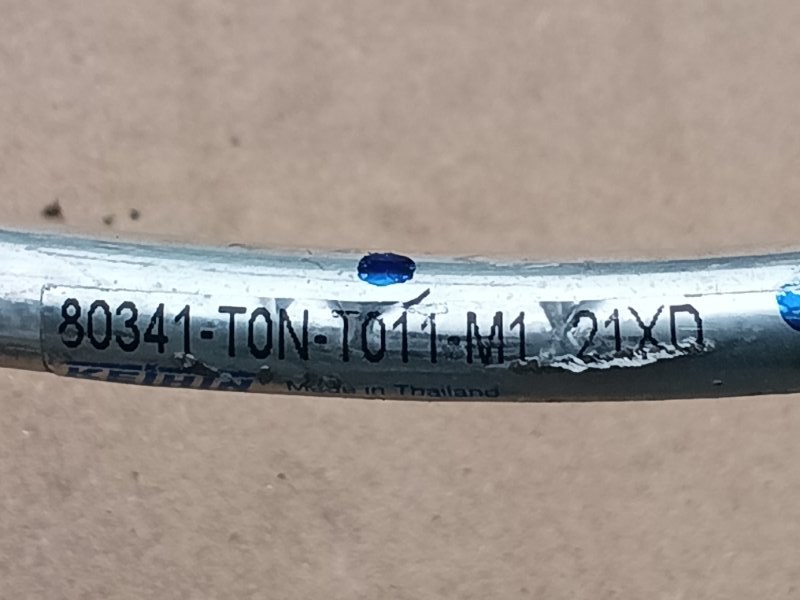 80341-T0N-T011-M1 21XD
KEIHIN Made in Thailand